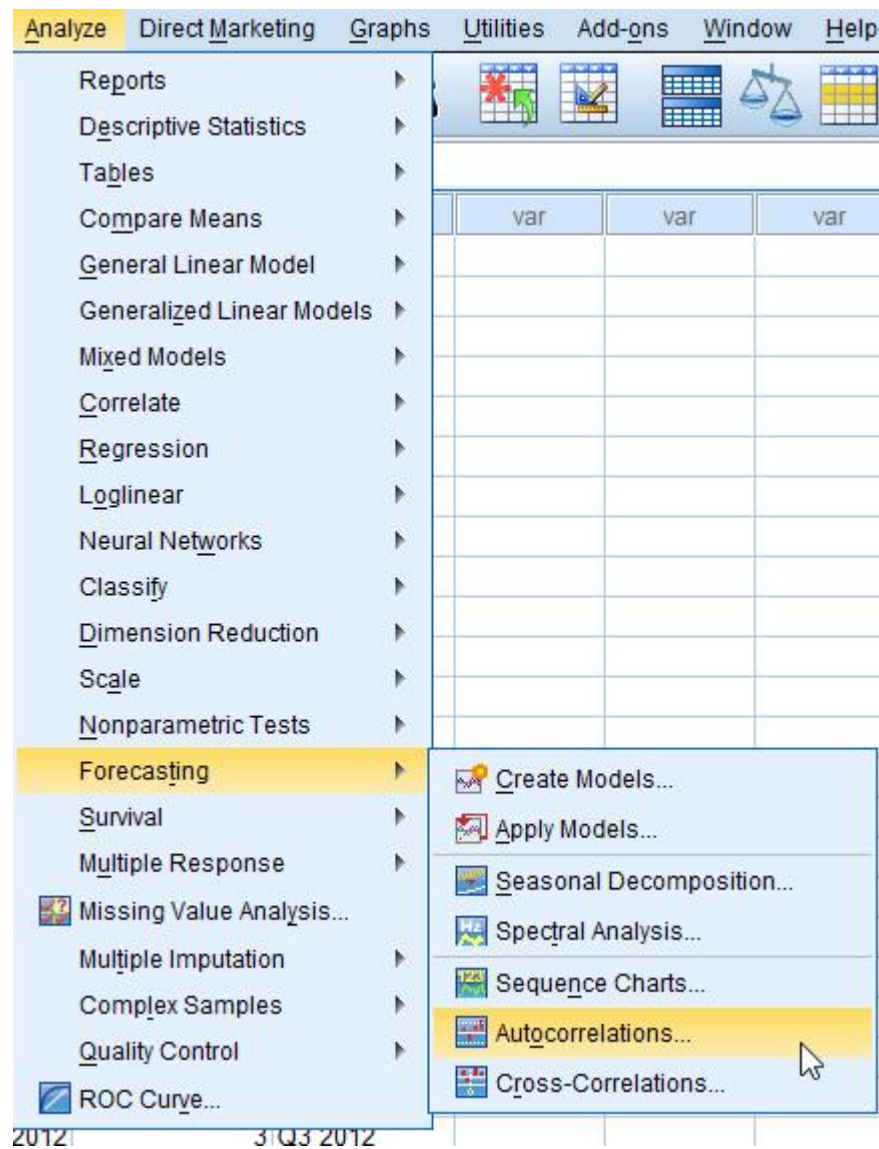 Analyze Direct Marketing Graphs Utilities Add-ons Window Help
Reports
Descriptive Statistics
Tables
Compare Means
var var var
General Linear Model
Generalized Linear Models
Mixed Models
Correlate
Regression
Loglinear
Neural Networks
Classify
Dimension Reduction
Scale
Nonparametric Tests
Forecasting
Create Models...
Apply Models...
Seasonal Decomposition...
Spectral Analysis...
Sequence Charts...
Autocorrelations...
Cross-Correlations...
Survival
Multiple Response
Missing Value Analysis...
Multiple Imputation
Complex Samples
Quality Control
ROC Curve...
2012 3 Q3 2012